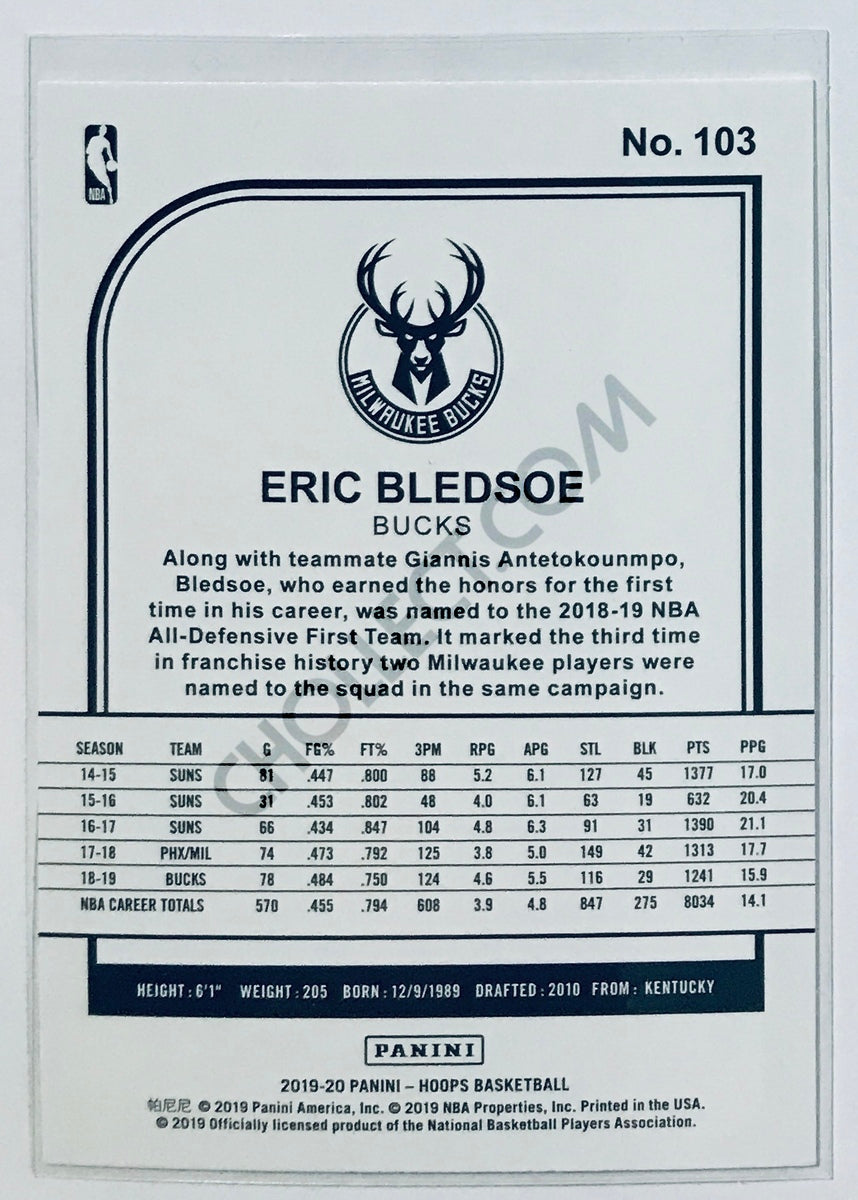 No. 103
NBA
MILWAUKEE BUCKS
ERIC BLEDSOE
BUCKS
Along with teammate Giannis Antetokounmpo,
Bledsoe, who earned the honors for the first
time in his career, was named to the 2018-19 NBA
All-Defensive First Team. It marked the third time
in franchise history two Milwaukee players were
named to the squad in the same campaign.
CHOLLECT.COM
SEASON TEAM G FG% FT% 3PM RPG APG STL BLK PTS PPG
14-15 SUNS 81 .447 .800 88 5.2 6.1 127 45 1377 17.0
15-16 SUNS 31 .453 .802 48 4.0 6.1 63 19 632 20.4
16-17 SUNS 66 .434 .847 104 4.8 6.3 91 31 1390 21.1
17-18 PHX/MIL 74 .473 .792 125 3.8 5.0 149 42 1313 17.7
18-19 BUCKS 78 .484 .750 124 4.6 5.5 116 29 1241 15.9
NBA CAREER TOTALS 570 .455 .794 608 3.9 4.8 847 275 8034 14.1
HEIGHT: 6'1" WEIGHT: 205 BORN: 12/9/1989 DRAFTED: 2010 FROM: KENTUCKY
PANINI
2019-20 PANINI – HOOPS BASKETBALL
帕尼尼 © 2019 Panini America, Inc. © 2019 NBA Properties, Inc. Printed in the USA.
© 2019 Officially licensed product of the National Basketball Players Association.